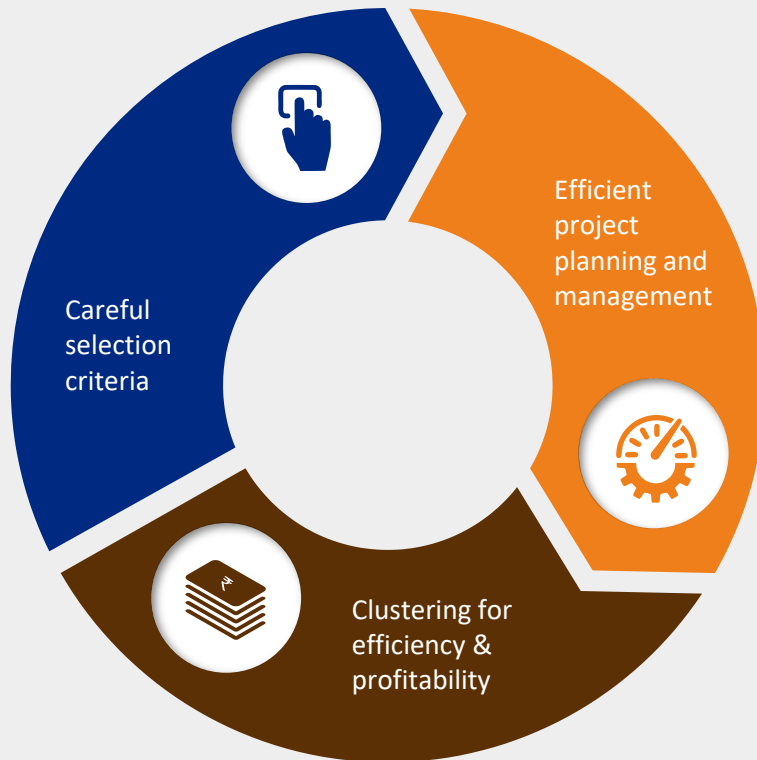 Careful
selection
criteria
Efficient
project
planning and
management
Clustering for
efficiency &
profitability
₹